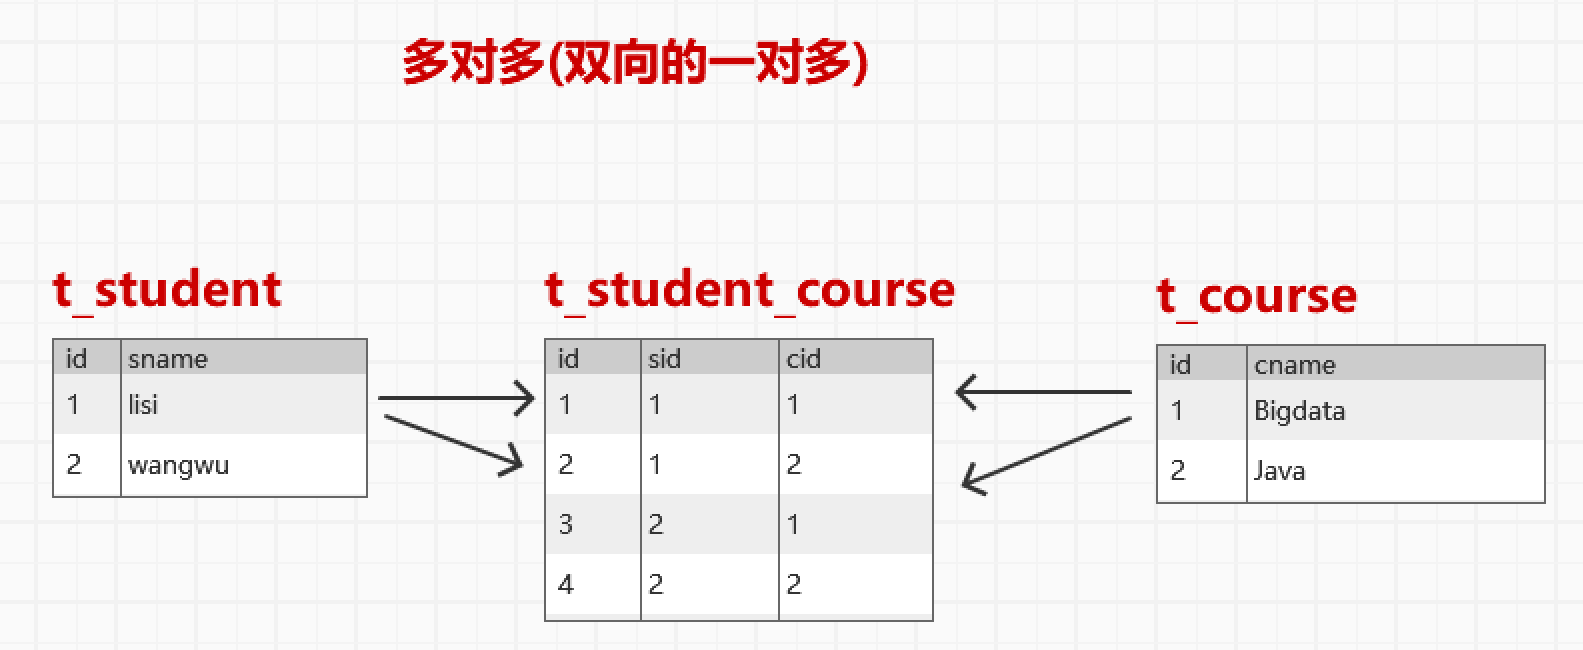 多对多(双向的一对多)
t_student
id sname
1 lisi
2 wangwu
t_student_course
id sid cid
1 1 1
2 1 2
3 2 1
4 2 2
t_course
id cname
1 Bigdata
2 Java